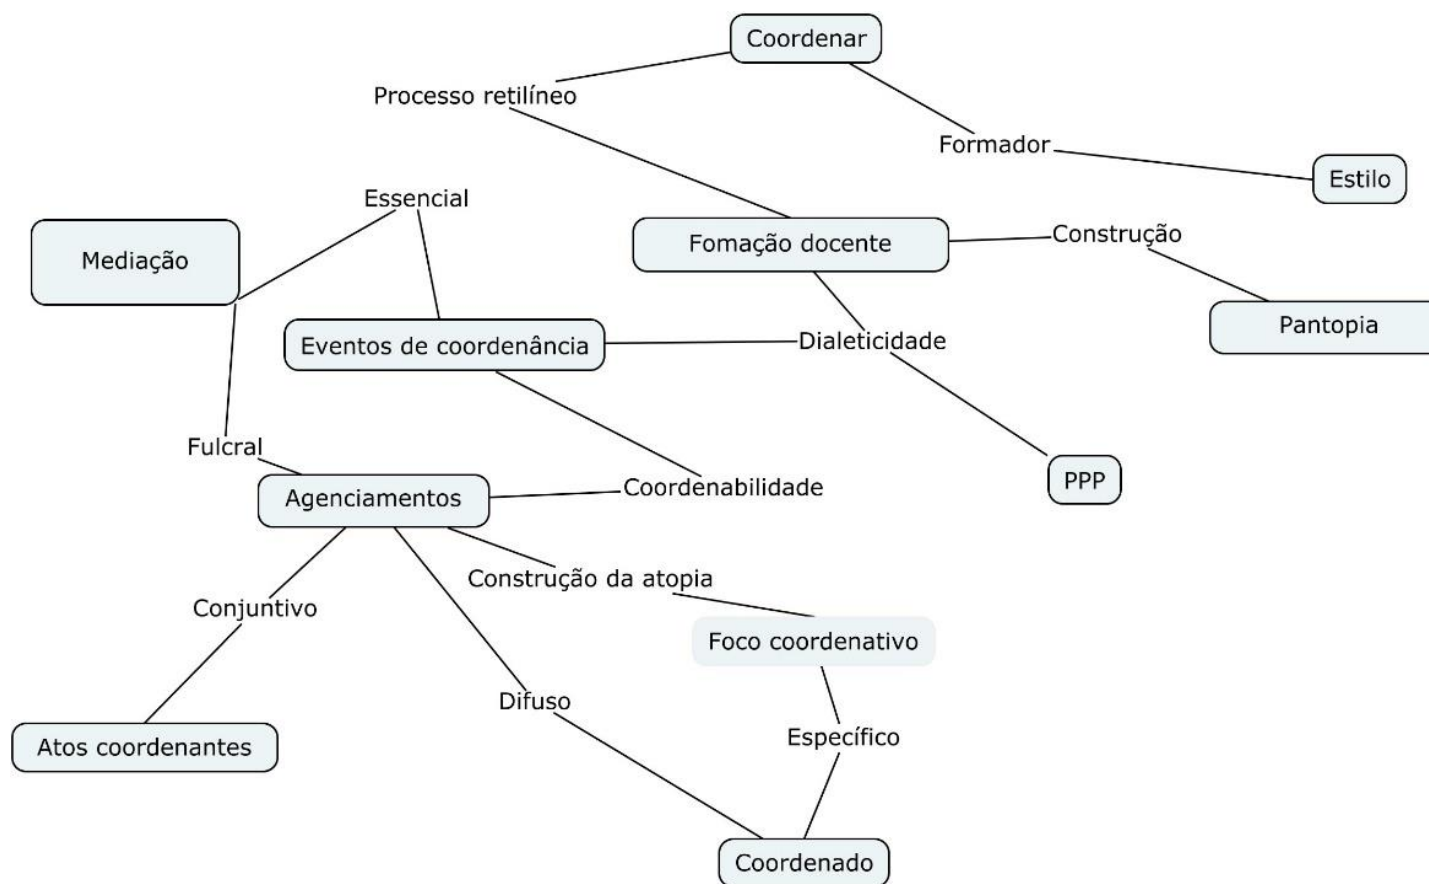 Coordenar
Processo retilíneo
Formador
Estilo
Essencial
Mediação
Fomação docente
Construção
Pantopia
Eventos de coordenância
Dialeticidade
Fulcral
PPP
Agenciamentos
Coordenabilidade
Construção da atopia
Conjuntivo
Foco coordenativo
Difuso
Específico
Atos coordenantes
Coordenado